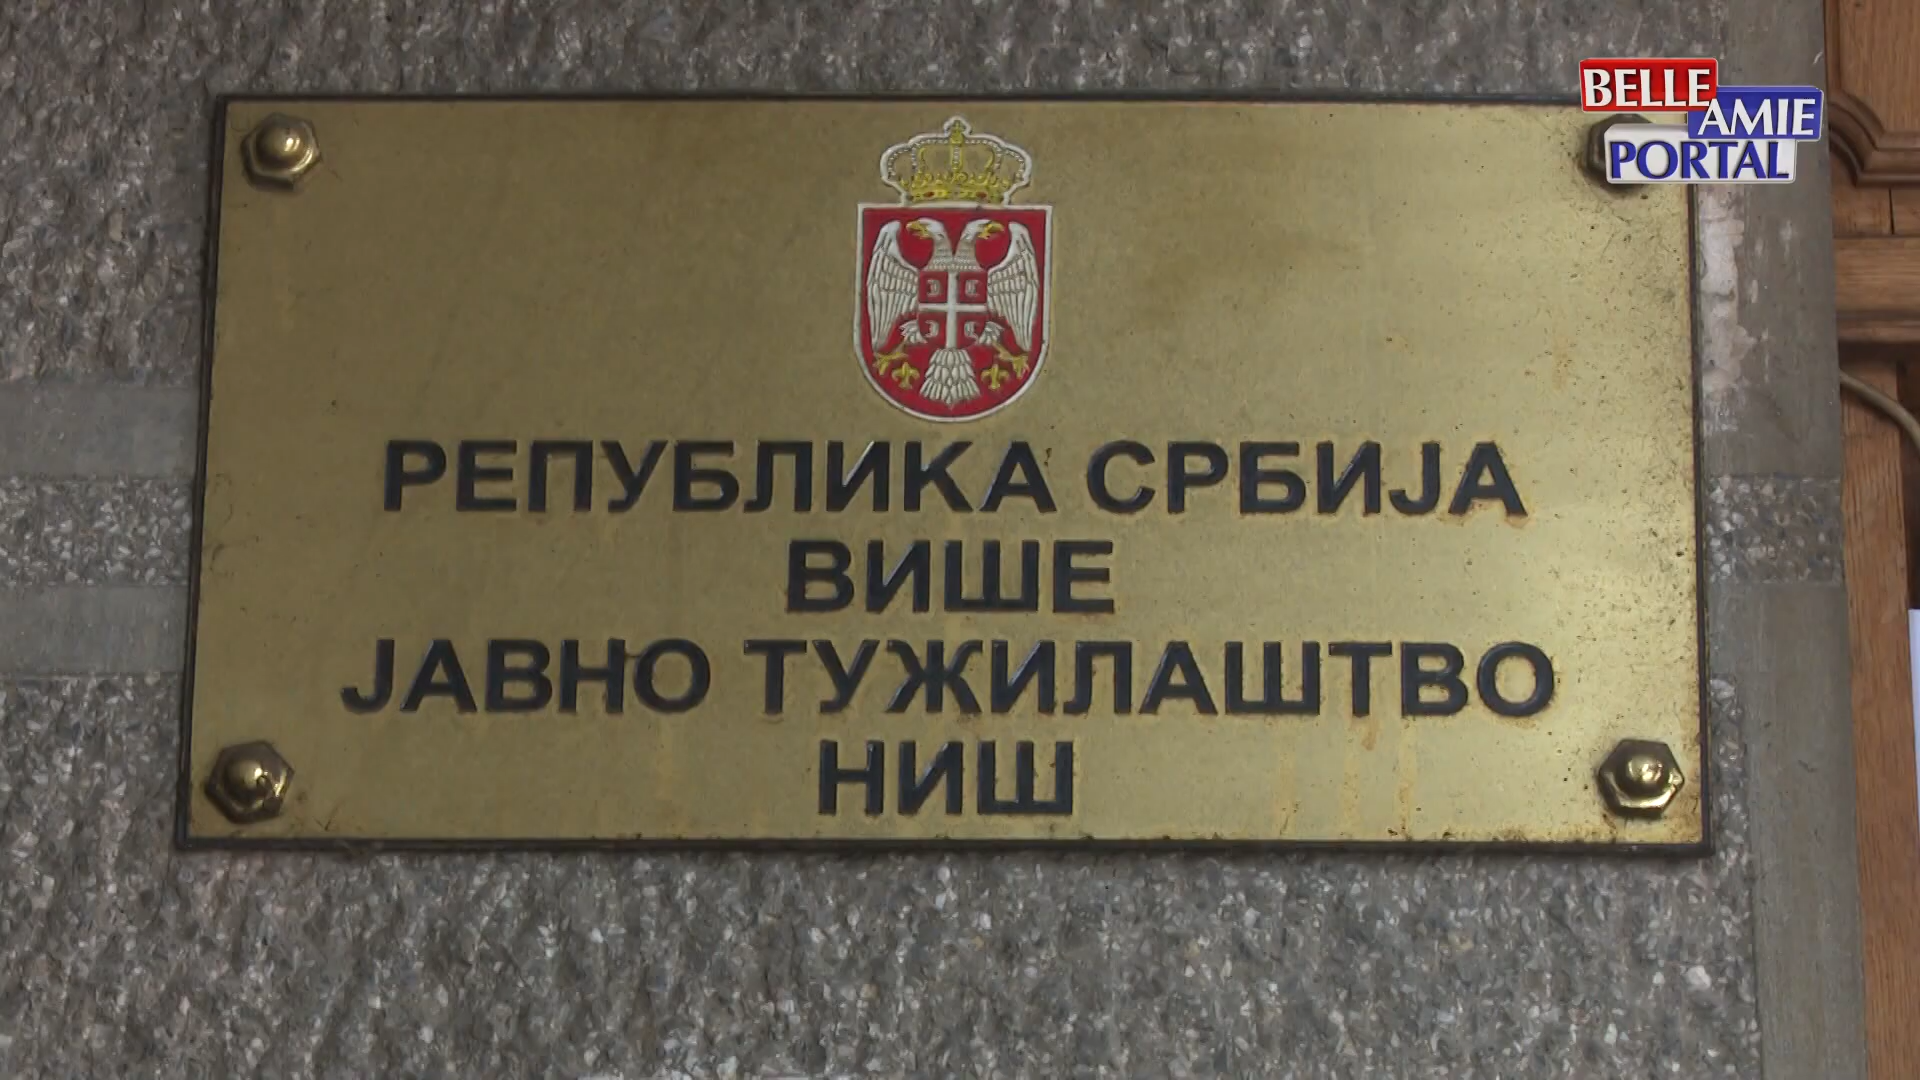 BELLE
AMIE
PORTAL
РЕПУБЛИКА СРБИЈА
ВИШЕ
ЈАВНО ТУЖИЛАШТВО
НИШ